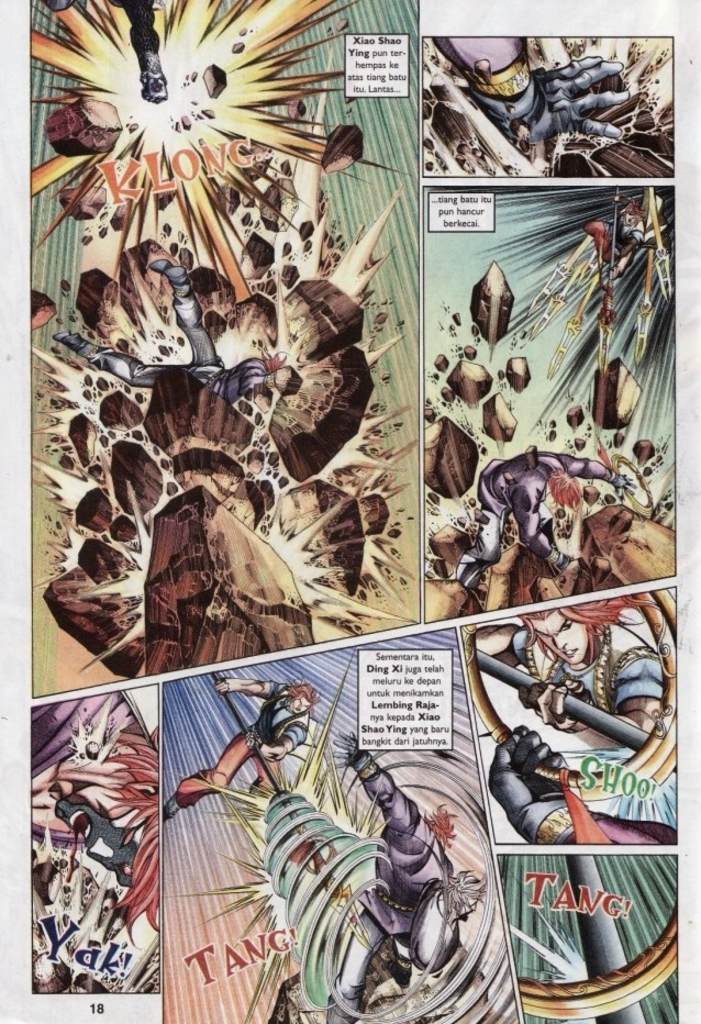 Xiao Shao
Ying pun ter-
hempas ke
atas tiang batu
itu. Lantas...
KLONG
...tiang batu itu
pun hancur
berkecai.
Sementara itu,
Ding Xi juga telah
meluru ke depan
untuk menikamkan
Lembing Raja-
nya kepada Xiao
Shao Ying yang baru
bangkit dari jatuhnya.
SHOO!
YAK!
TANG!
TANG!
18